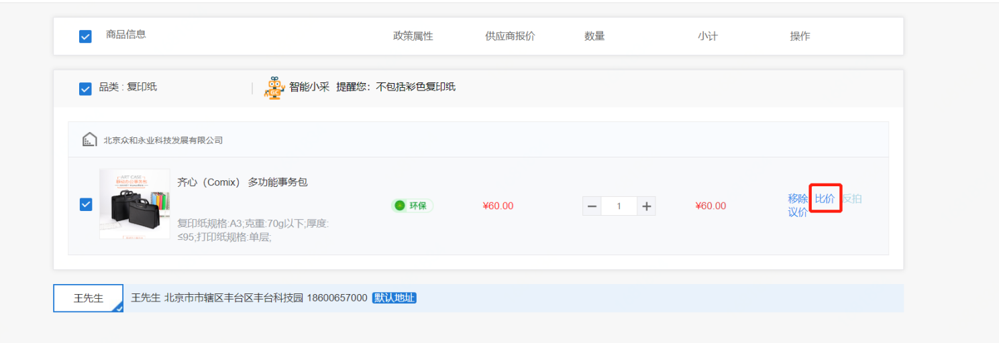 商品信息 政策属性 供应商报价 数量 小计 操作
品类 : 复印纸 智能小采 提醒您：不包括彩色复印纸
北京众和永业科技发展有限公司
ART CASE
齐心（Comix） 多功能事务包
复印纸规格:A3;克重:70g以下;厚度:
≤95;打印纸规格:单层;
环保 ¥60.00 1 ¥60.00
移除 比价 反拍
议价
王先生 王先生 北京市市辖区丰台区丰台科技园 18600657000 默认地址